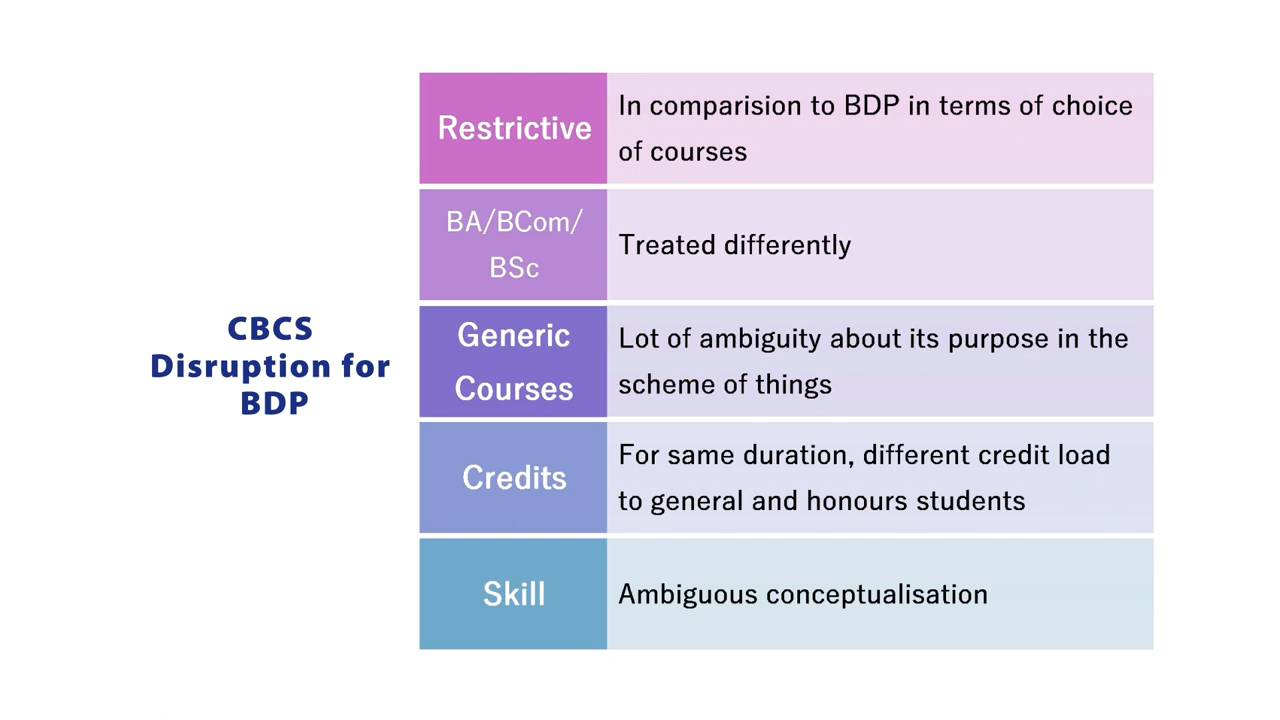 CBCS
Disruption for
BDP
Restrictive
In comparision to BDP in terms of choice
of courses
BA/BCom/
BSc
Treated differently
Generic
Courses
Lot of ambiguity about its purpose in the
scheme of things
Credits
For same duration, different credit load
to general and honours students
Skill
Ambiguous conceptualisation